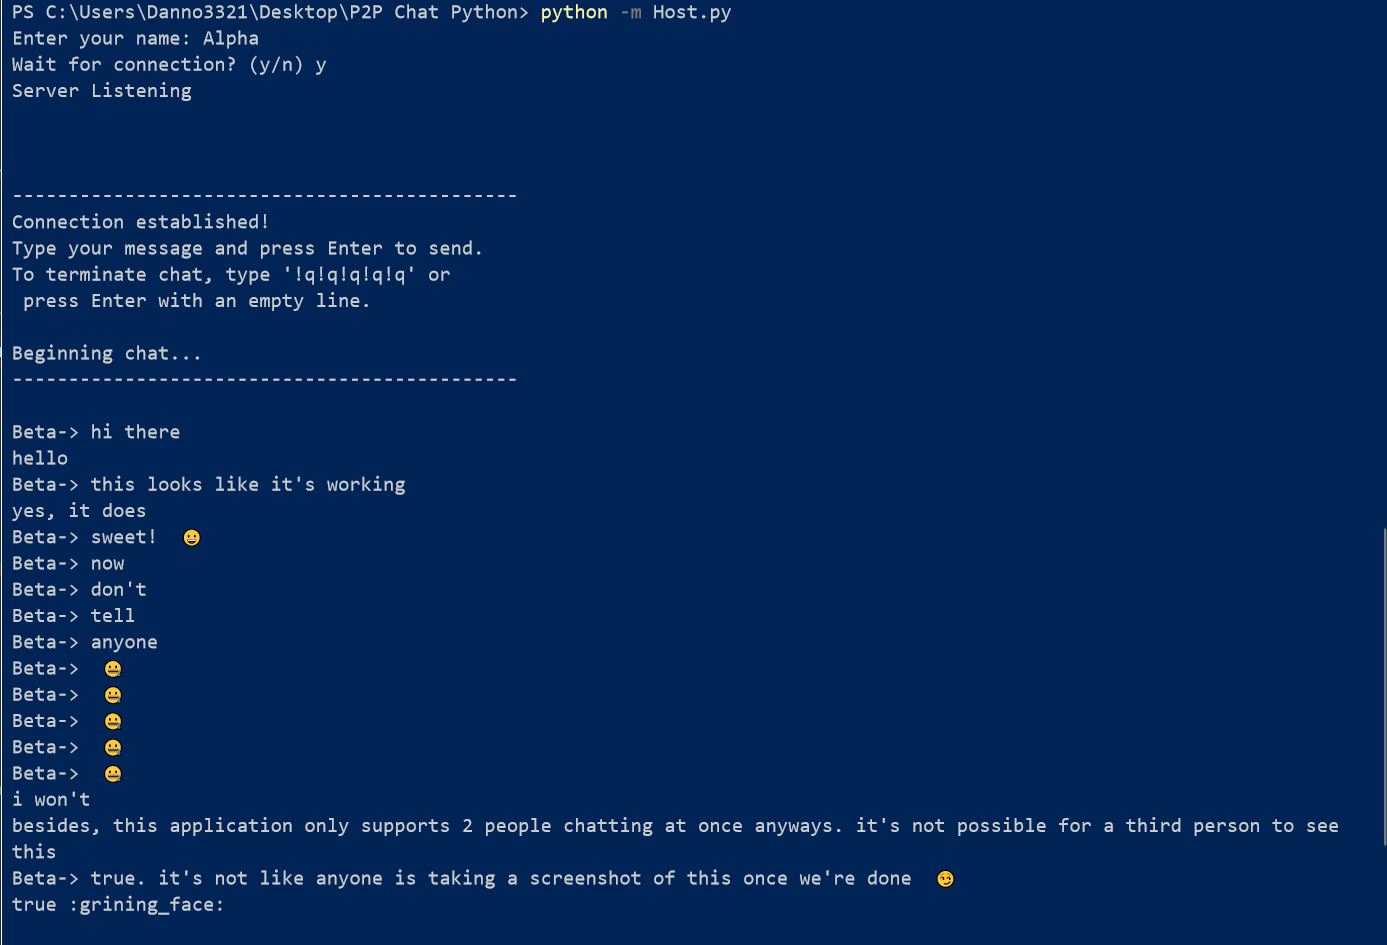 PS C:\Users\Danno3321\Desktop\P2P Chat Python> python -m Host.py
Enter your name: Alpha
Wait for connection? (y/n) y
Server Listening
---------------------------------------------
Connection established!
Type your message and press Enter to send.
To terminate chat, type '!q!q!q!q!q' or
 press Enter with an empty line.
Beginning chat...
---------------------------------------------
Beta-> hi there
hello
Beta-> this looks like it's working
yes, it does
Beta-> sweet!  😀
Beta-> now
Beta-> don't
Beta-> tell
Beta-> anyone
Beta->  🤐
Beta->  🤐
Beta->  🤐
Beta->  🤐
Beta->  🤐
i won't
besides, this application only supports 2 people chatting at once anyways. it's not possible for a third person to see
this
Beta-> true. it's not like anyone is taking a screenshot of this once we're done  😏
true :grining_face: